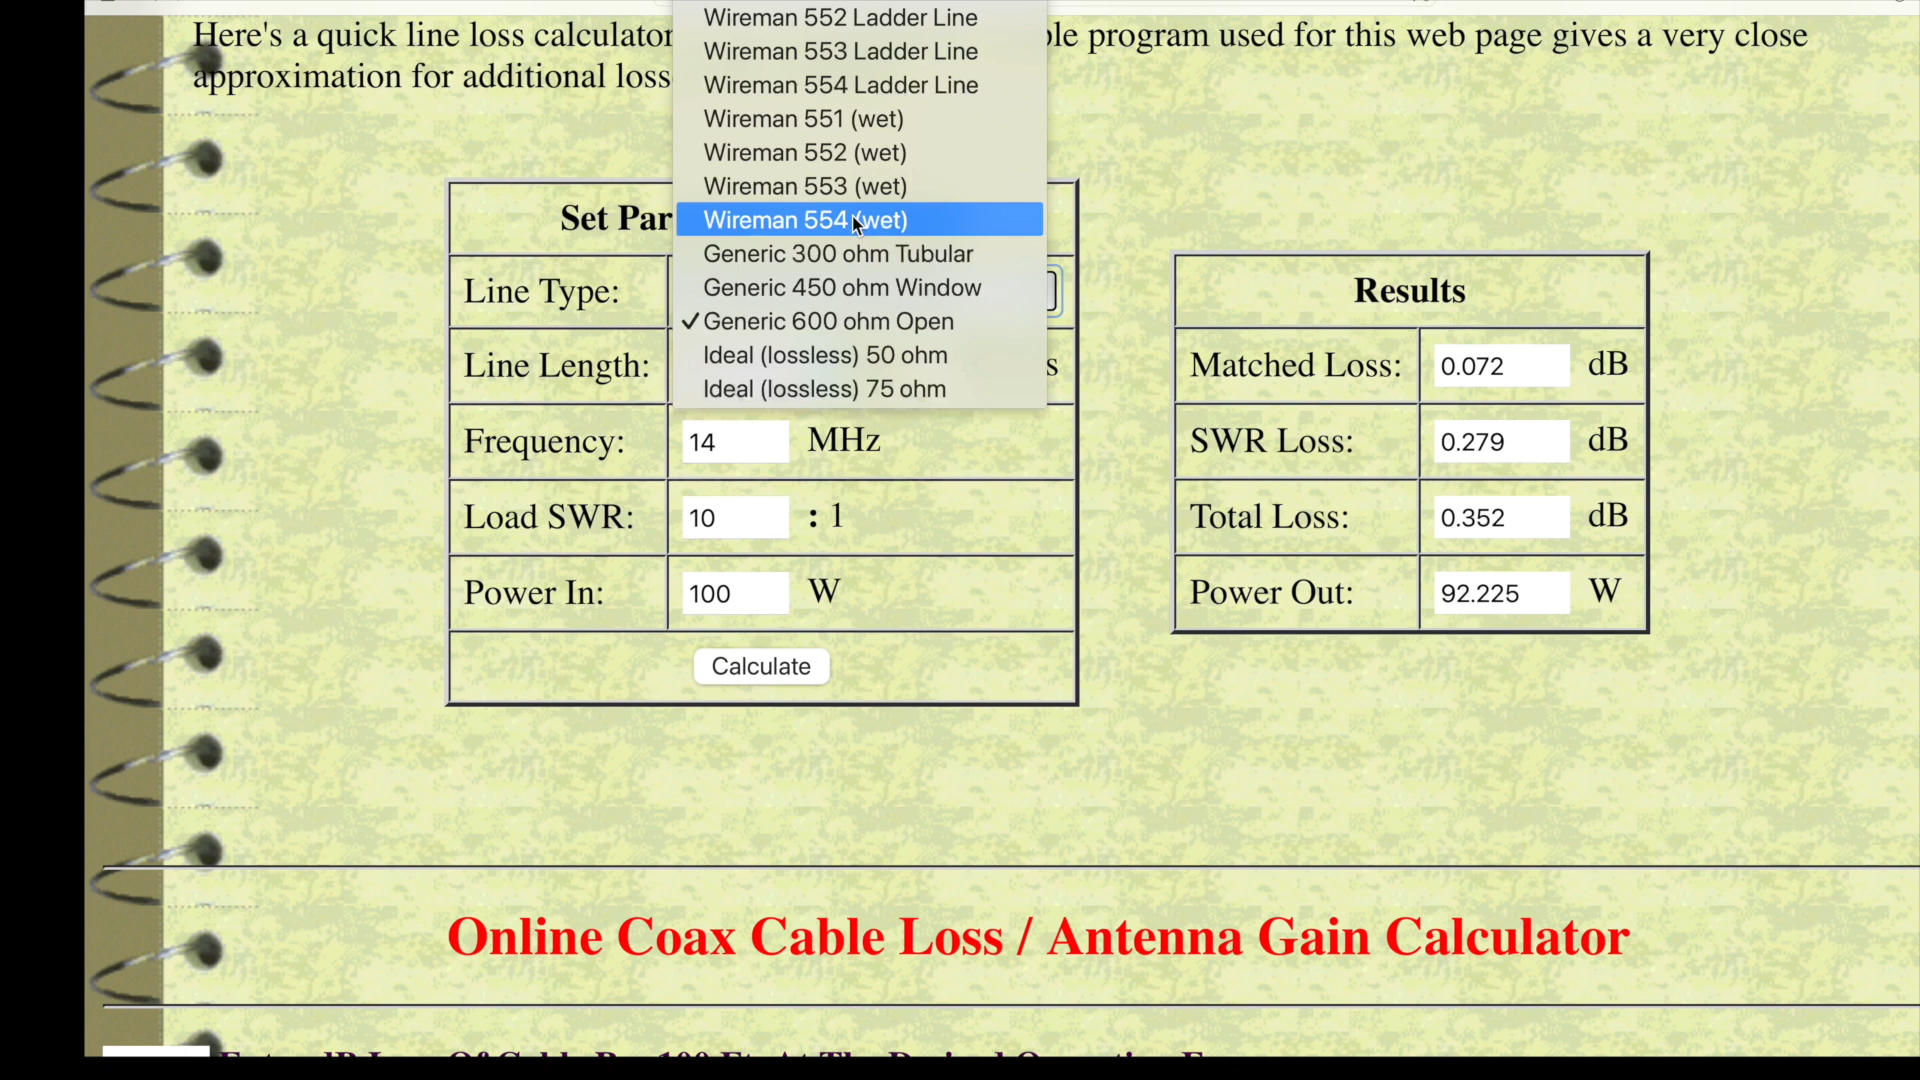 Wireman 552 Ladder Line
Here's a quick line loss calculator
ple program used for this web page gives a very close
Wireman 553 Ladder Line
approximation for additional loss
Wireman 554 Ladder Line
Wireman 551 (wet)
Wireman 552 (wet)
Wireman 553 (wet)
Set Par
Wireman 554 (wet)
Generic 300 ohm Tubular
Line Type:
Generic 450 ohm Window
Results
Generic 600 ohm Open
Ideal (lossless) 50 ohm
Line Length:
s
Matched Loss: 0.072 dB
Ideal (lossless) 75 ohm
Frequency: 14 MHz
SWR Loss: 0.279 dB
Load SWR: 10 : 1
Total Loss: 0.352 dB
Power In: 100 W
Power Out: 92.225 W
Calculate
Online Coax Cable Loss / Antenna Gain Calculator